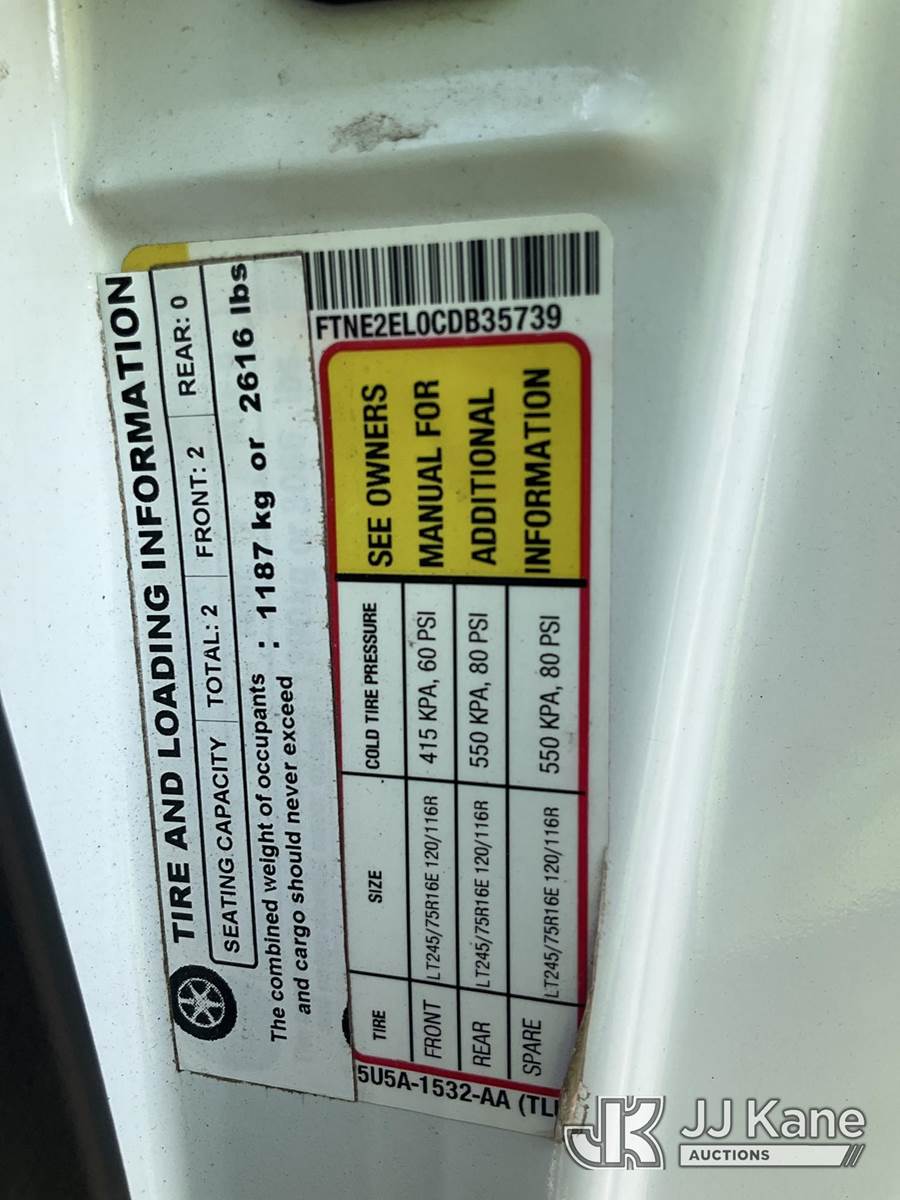 TIRE AND LOADING INFORMATION
SEATING CAPACITY TOTAL: 2 FRONT: 2 REAR: 0
The combined weight of occupants : 1187 kg or 2616 lbs
and cargo should never exceed
FTNE2EL0CDB35739
TIRE SIZE COLD TIRE PRESSURE
FRONT LT245/75R16E 120/116R 415 KPA, 60 PSI
REAR LT245/75R16E 120/116R 550 KPA, 80 PSI
SPARE LT245/75R16E 120/116R 550 KPA, 80 PSI
SEE OWNERS
MANUAL FOR
ADDITIONAL
INFORMATION
5U5A-1532-AA
JK JJ Kane
AUCTIONS